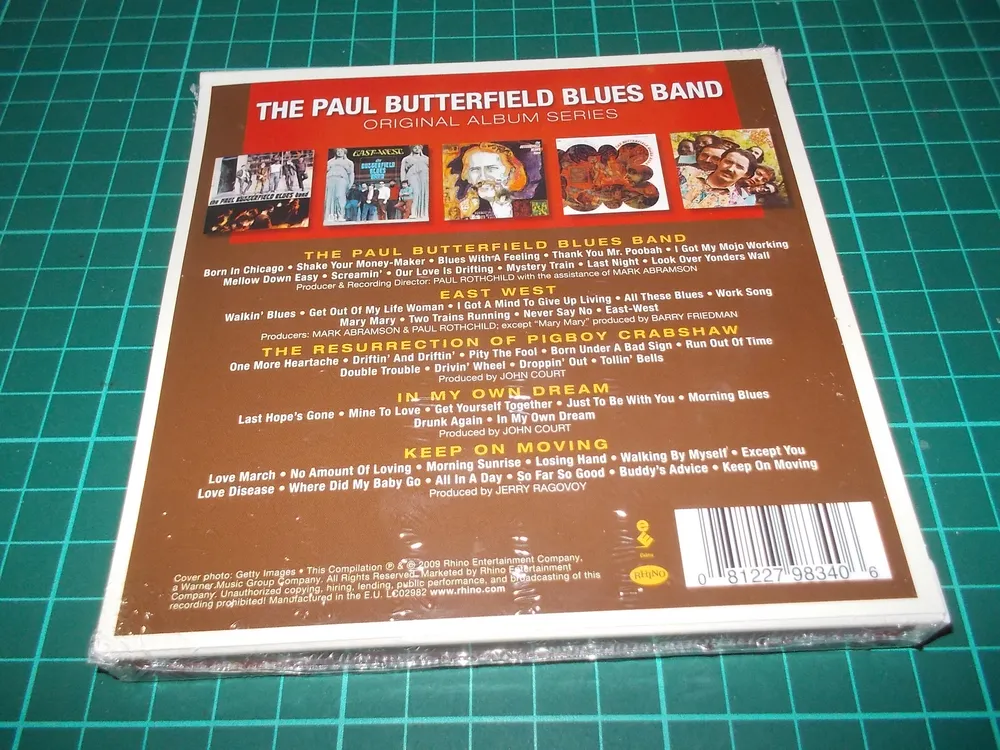 THE PAUL BUTTERFIELD BLUES BAND
ORIGINAL ALBUM SERIES
the PAUL BUTTERFIELD BLUES band
EAST-WEST
the
BUTTERFIELD
BLUES
BAND
THE PAUL BUTTERFIELD BLUES BAND
Born In Chicago • Shake Your Money-Maker • Blues With A Feeling • Thank You Mr. Poobah • I Got My Mojo Working
Mellow Down Easy • Screamin' • Our Love Is Drifting • Mystery Train • Last Night • Look Over Yonders Wall
Producer & Recording Director: PAUL ROTHCHILD with the assistance of MARK ABRAMSON
EAST WEST
Walkin' Blues • Get Out Of My Life Woman • I Got A Mind To Give Up Living • All These Blues • Work Song
Mary Mary • Two Trains Running • Never Say No • East-West
Producers: MARK ABRAMSON & PAUL ROTHCHILD; except "Mary Mary" produced by BARRY FRIEDMAN
THE RESURRECTION OF PIGBOY CRABSHAW
One More Heartache • Driftin' And Driftin' • Pity The Fool • Born Under A Bad Sign • Run Out Of Time
Double Trouble • Drivin' Wheel • Droppin' Out • Tollin' Bells
Produced by JOHN COURT
IN MY OWN DREAM
Last Hope's Gone • Mine To Love • Get Yourself Together • Just To Be With You • Morning Blues
Drunk Again • In My Own Dream
Produced by JOHN COURT
KEEP ON MOVING
Love March • No Amount Of Loving • Morning Sunrise • Losing Hand • Walking By Myself • Except You
Love Disease • Where Did My Baby Go • All In A Day • So Far So Good • Buddy's Advice • Keep On Moving
Produced by JERRY RAGOVOY
Cover photo: Getty Images • This Compilation ℗ & © 2009 Rhino Entertainment Company,
a Warner Music Group Company. All Rights Reserved. Marketed by Rhino Entertainment
Company. Unauthorized copying, hiring, lending, public performance, and broadcasting of this
recording prohibited! Manufactured in the E.U. LC02982 www.rhino.com
RHINO
0 81227 98340 6